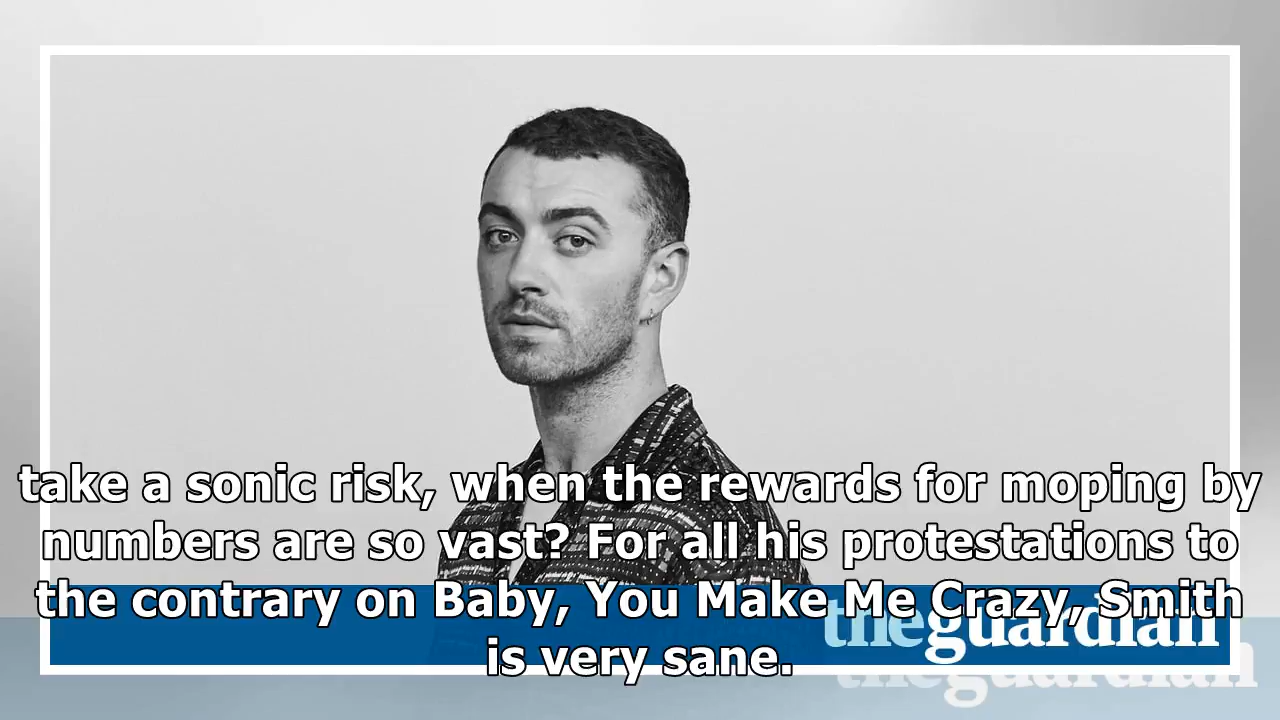 take a sonic risk, when the rewards for moping by
numbers are so vast? For all his protestations to
the contrary on Baby, You Make Me Crazy, Smith
is very sane.
theguardian
theguardian